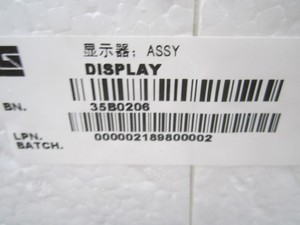 显示器；ASSY
DISPLAY
BN. 35B0206
LPN. 000002189800002
BATCH.